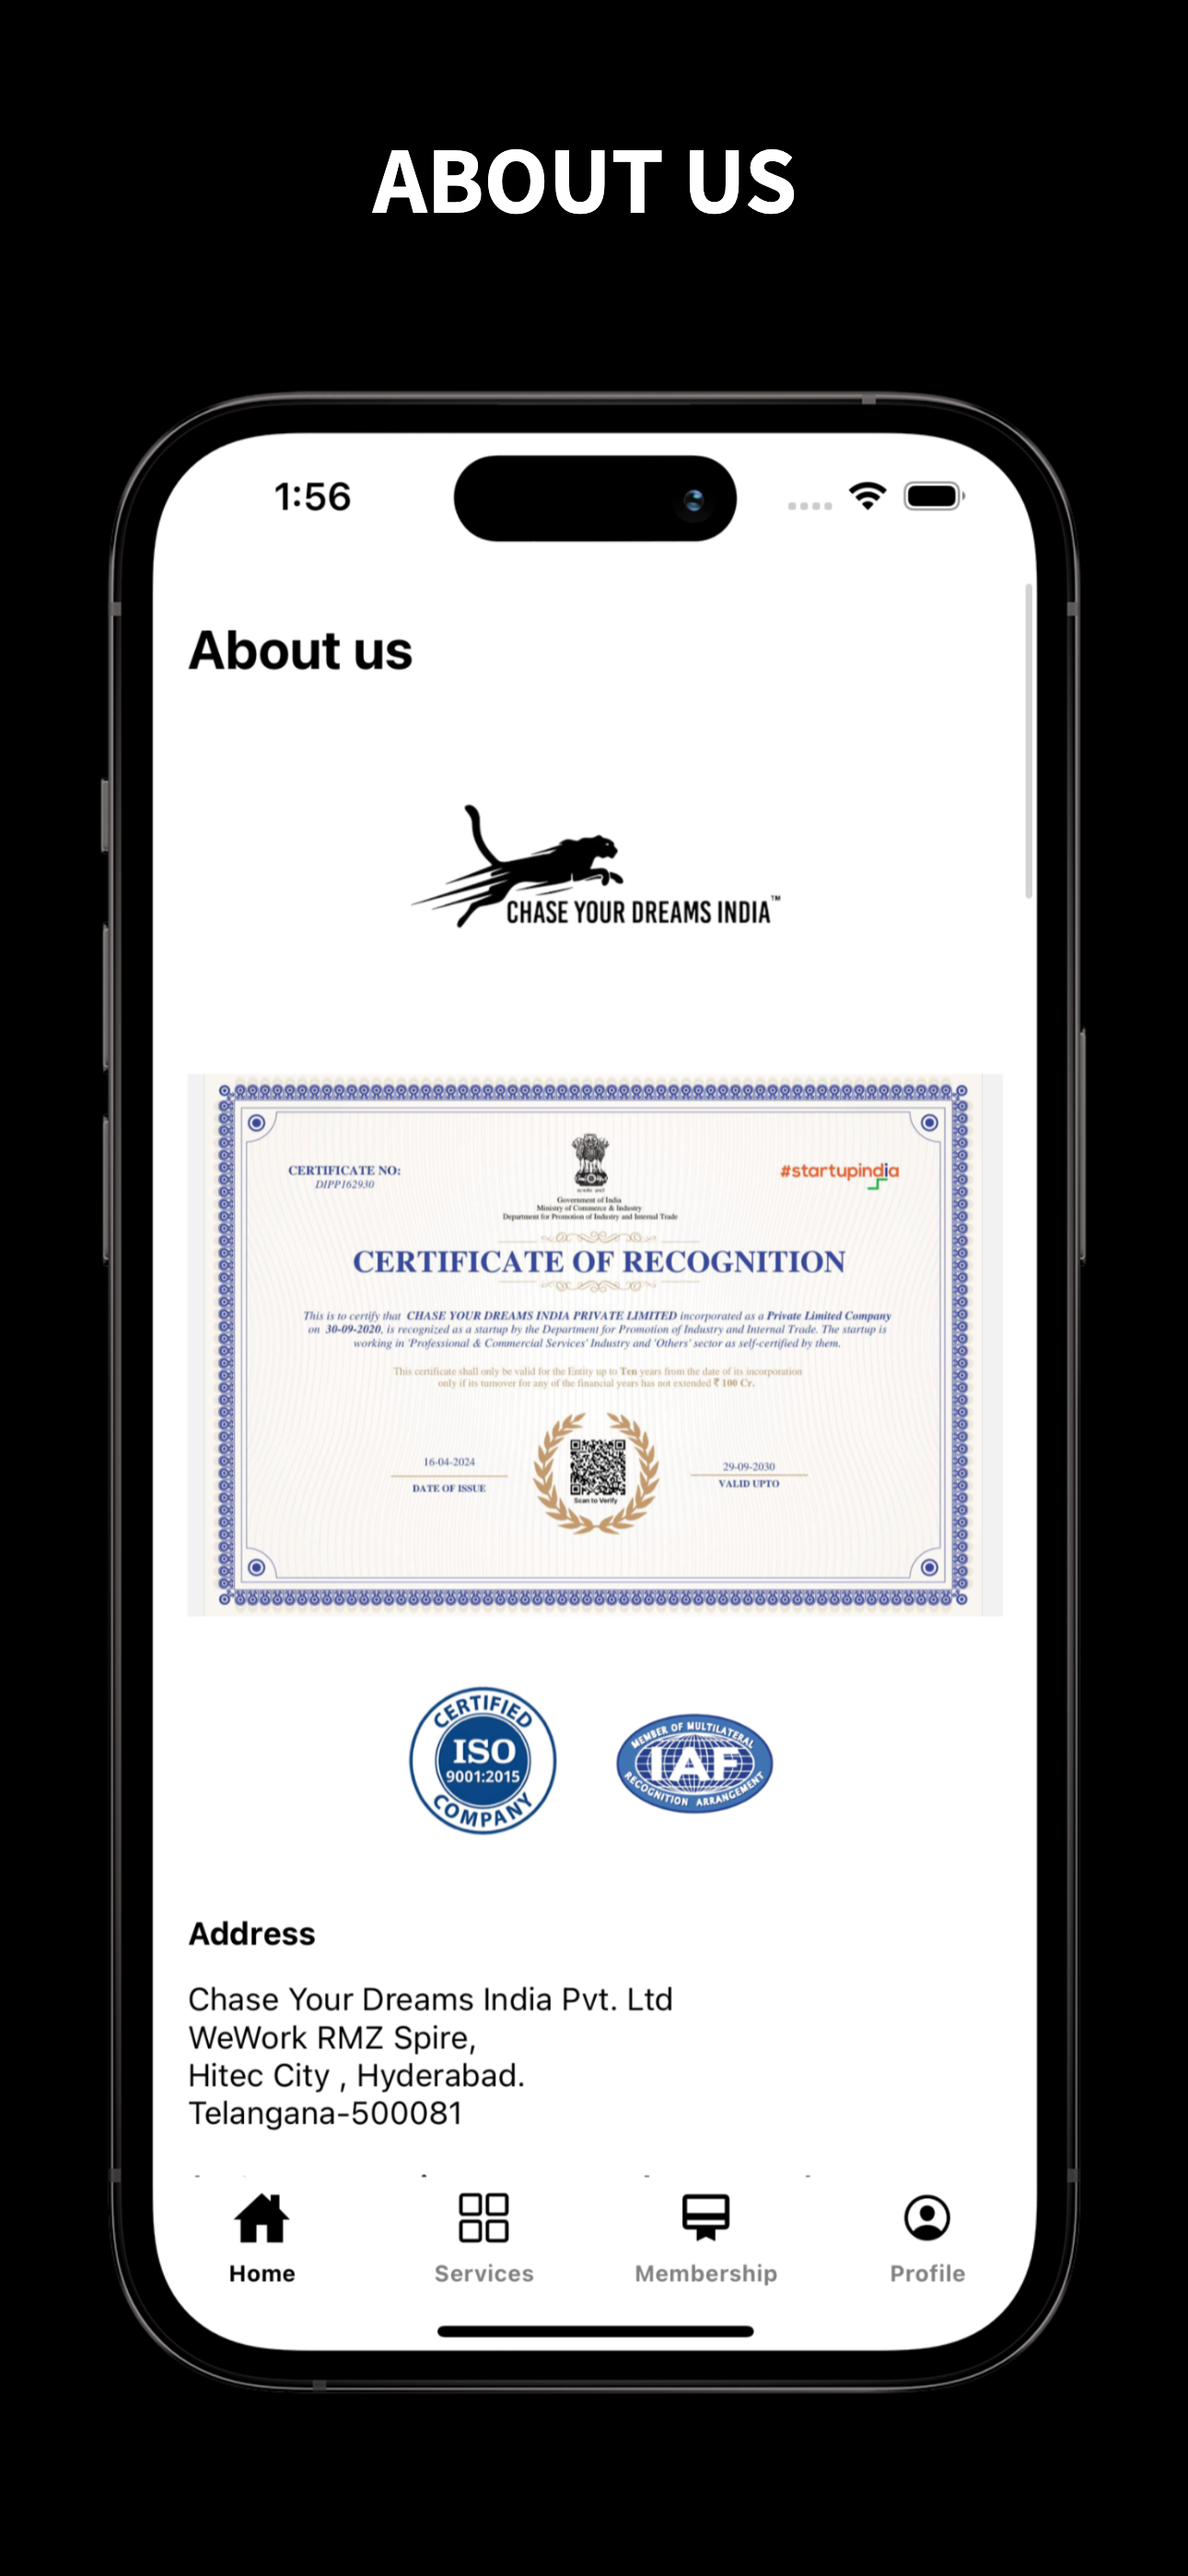 ABOUT US
1:56
About us
CHASE YOUR DREAMS INDIA™
CERTIFICATE NO:
DIPP162930
#startupindia
Government of India
Ministry of Commerce & Industry
Department for Promotion of Industry and Internal Trade
CERTIFICATE OF RECOGNITION
This is to certify that CHASE YOUR DREAMS INDIA PRIVATE LIMITED incorporated as a Private Limited Company
on 30-09-2020, is recognized as a startup by the Department for Promotion of Industry and Internal Trade. The startup is
working in 'Professional & Commercial Services' Industry and 'Others' sector as self-certified by them.
This certificate shall only be valid for the Entity up to Ten years from the date of its incorporation
only if its turnover for any of the financial years has not extended ₹ 100 Cr.
16-04-2024
DATE OF ISSUE
Scan to Verify
29-09-2030
VALID UPTO
CERTIFIED
ISO
9001:2015
COMPANY
MEMBER OF MULTILATERAL
IAF
RECOGNITION ARRANGEMENT
Address
Chase Your Dreams India Pvt. Ltd
WeWork RMZ Spire,
Hitec City , Hyderabad.
Telangana-500081
Home
Services
Membership
Profile